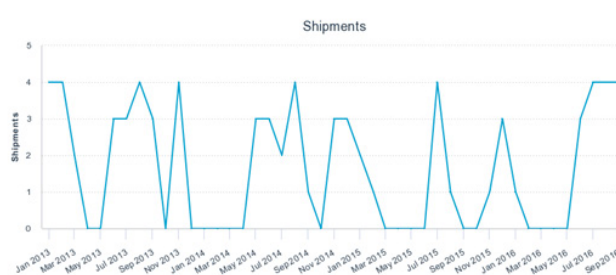 Shipments
5
4
3
2
1
0
Shipments
Jan 2013
Mar 2013
May 2013
Jul 2013
Sep 2013
Nov 2013
Jan 2014
Mar 2014
May 2014
Jul 2014
Sep 2014
Nov 2014
Jan 2015
Mar 2015
May 2015
Jul 2015
Sep 2015
Nov 2015
Jan 2016
Mar 2016
May 2016
Jul 2016
Sep 201